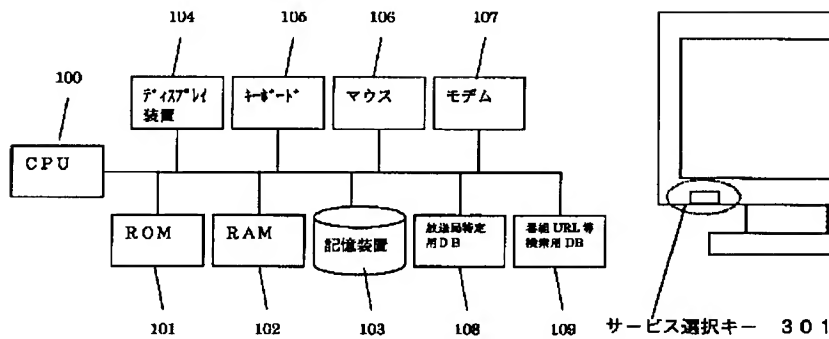 104 105 106 107
100
ディスプレイ
装置
キーボード
マウス
モデム
CPU
ROM
RAM
記憶装置
放送局特定
用DB
番組URL等
検索用DB
101 102 103 108 109
サービス選択キー 301